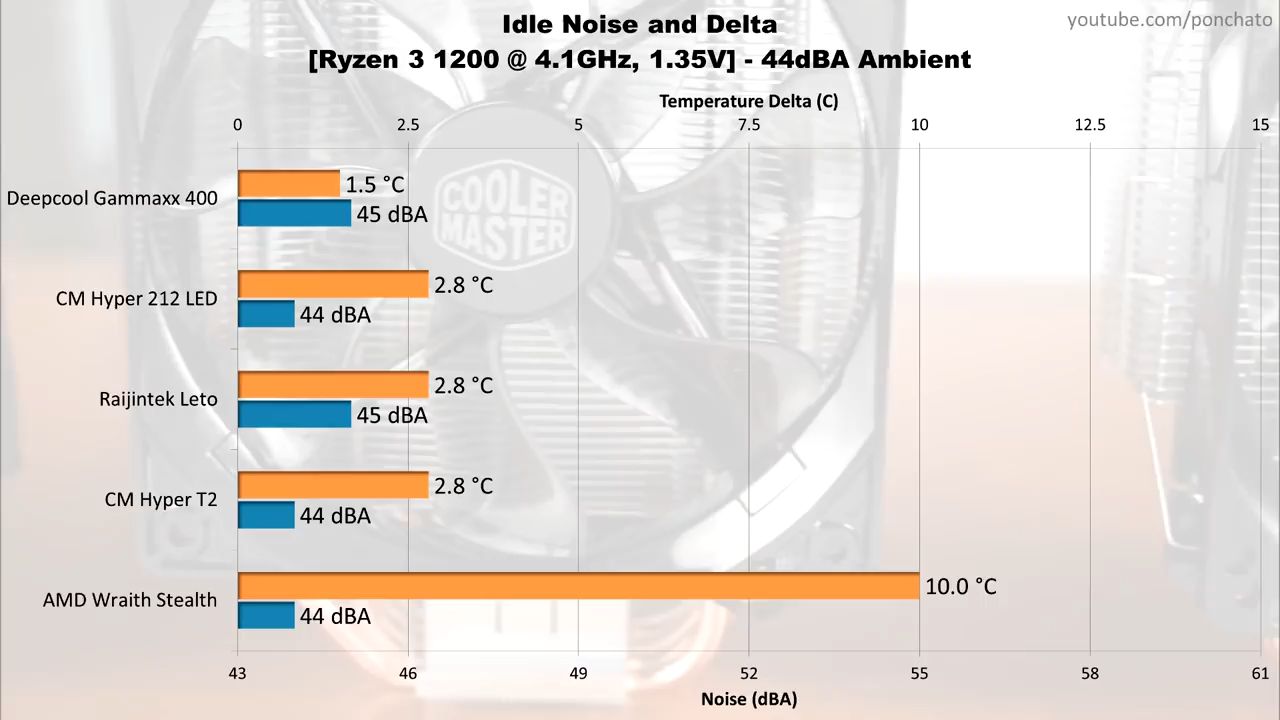 Idle Noise and Delta
youtube.com/ponchato
[Ryzen 3 1200 @ 4.1GHz, 1.35V] - 44dBA Ambient
Temperature Delta (C)
0 2.5 5 7.5 10 12.5 15
Deepcool Gammaxx 400
1.5 °C
45 dBA
COOLER
MASTER
CM Hyper 212 LED
2.8 °C
44 dBA
Raijintek Leto
2.8 °C
45 dBA
CM Hyper T2
2.8 °C
44 dBA
AMD Wraith Stealth
10.0 °C
44 dBA
43 46 49 52 55 58 61
Noise (dBA)